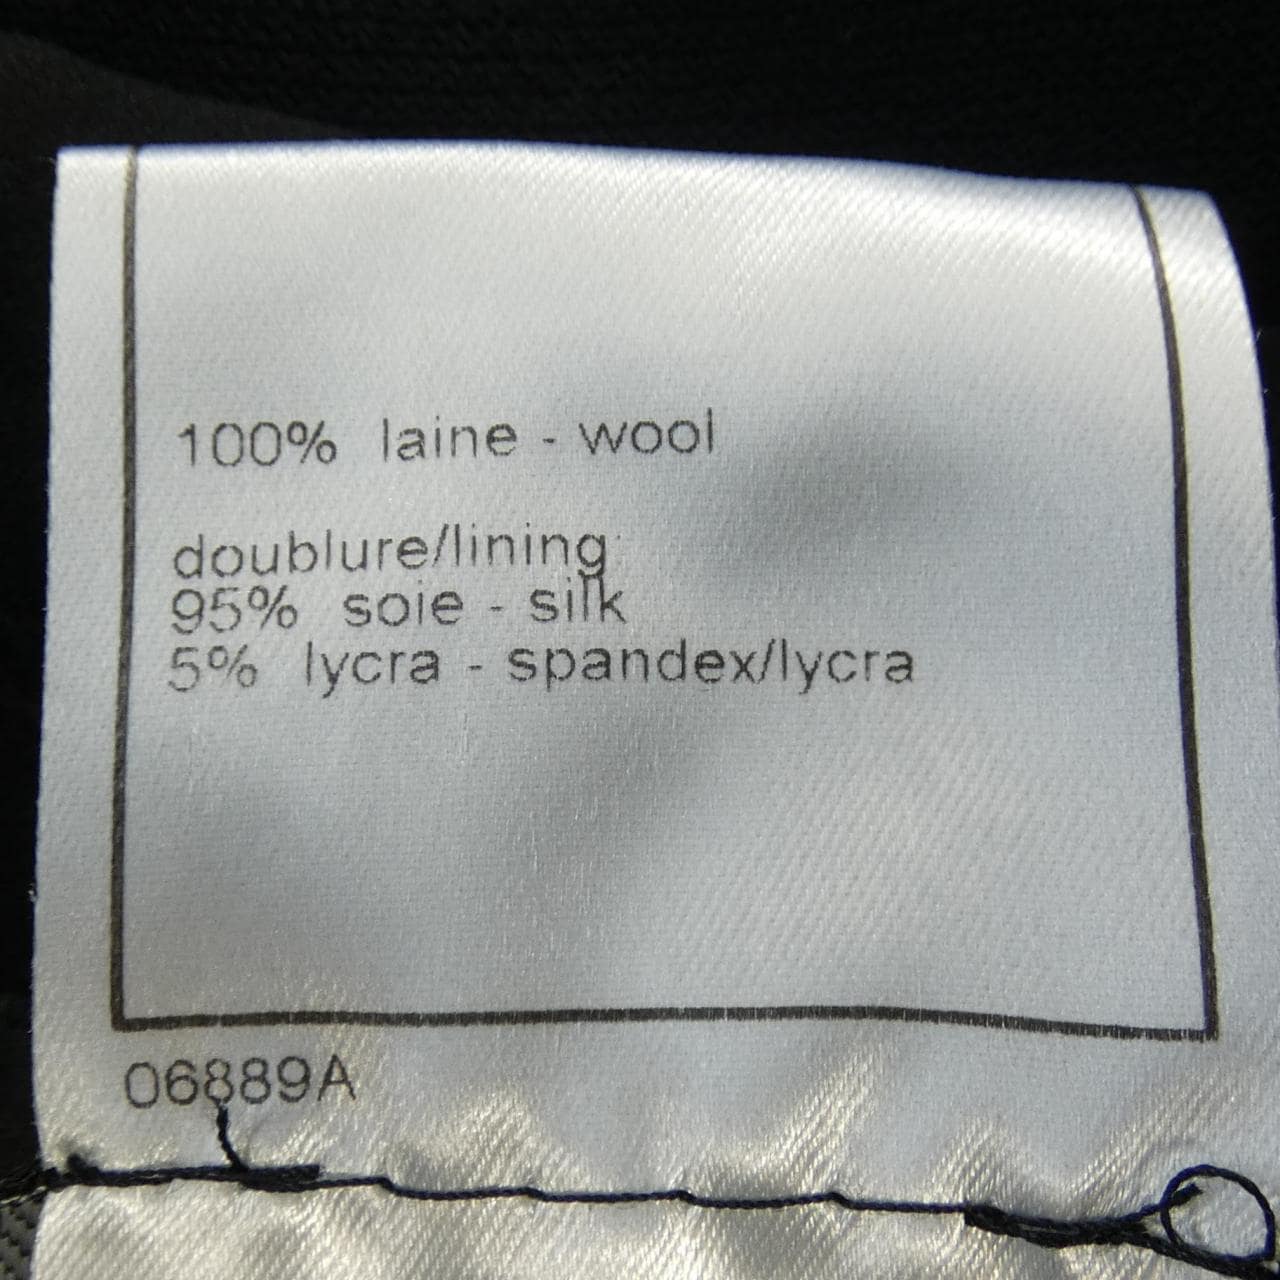 100% laine - wool
doublure/lining
95% soie - silk
5% lycra - spandex/lycra
06889A